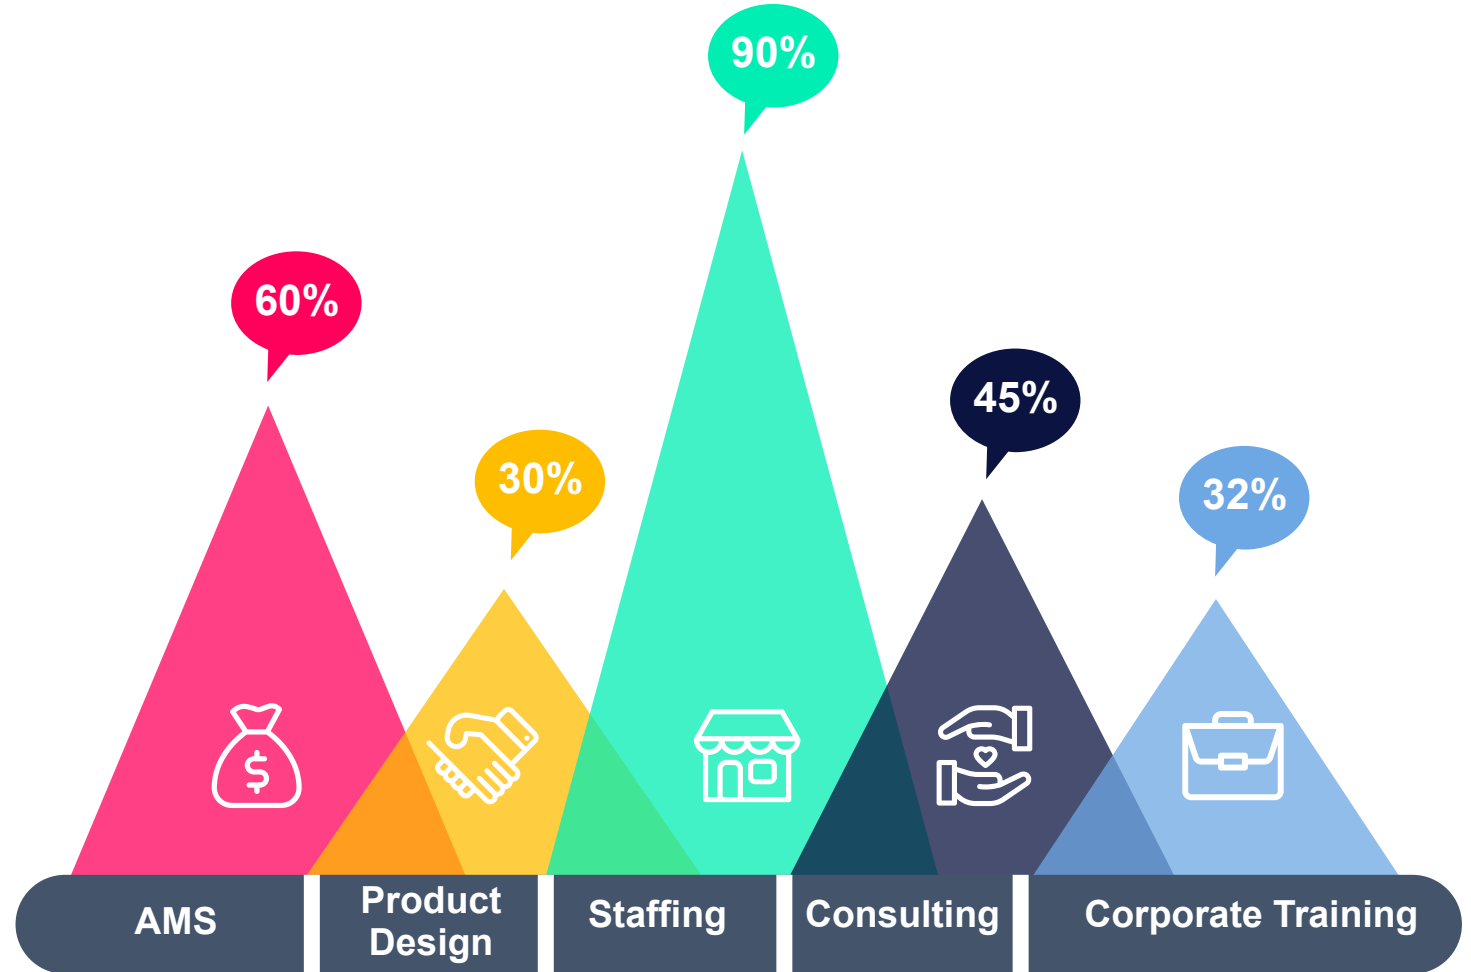 90%
60%
45%
30%
32%
$
AMS
Product
Design
Staffing
Consulting
Corporate Training